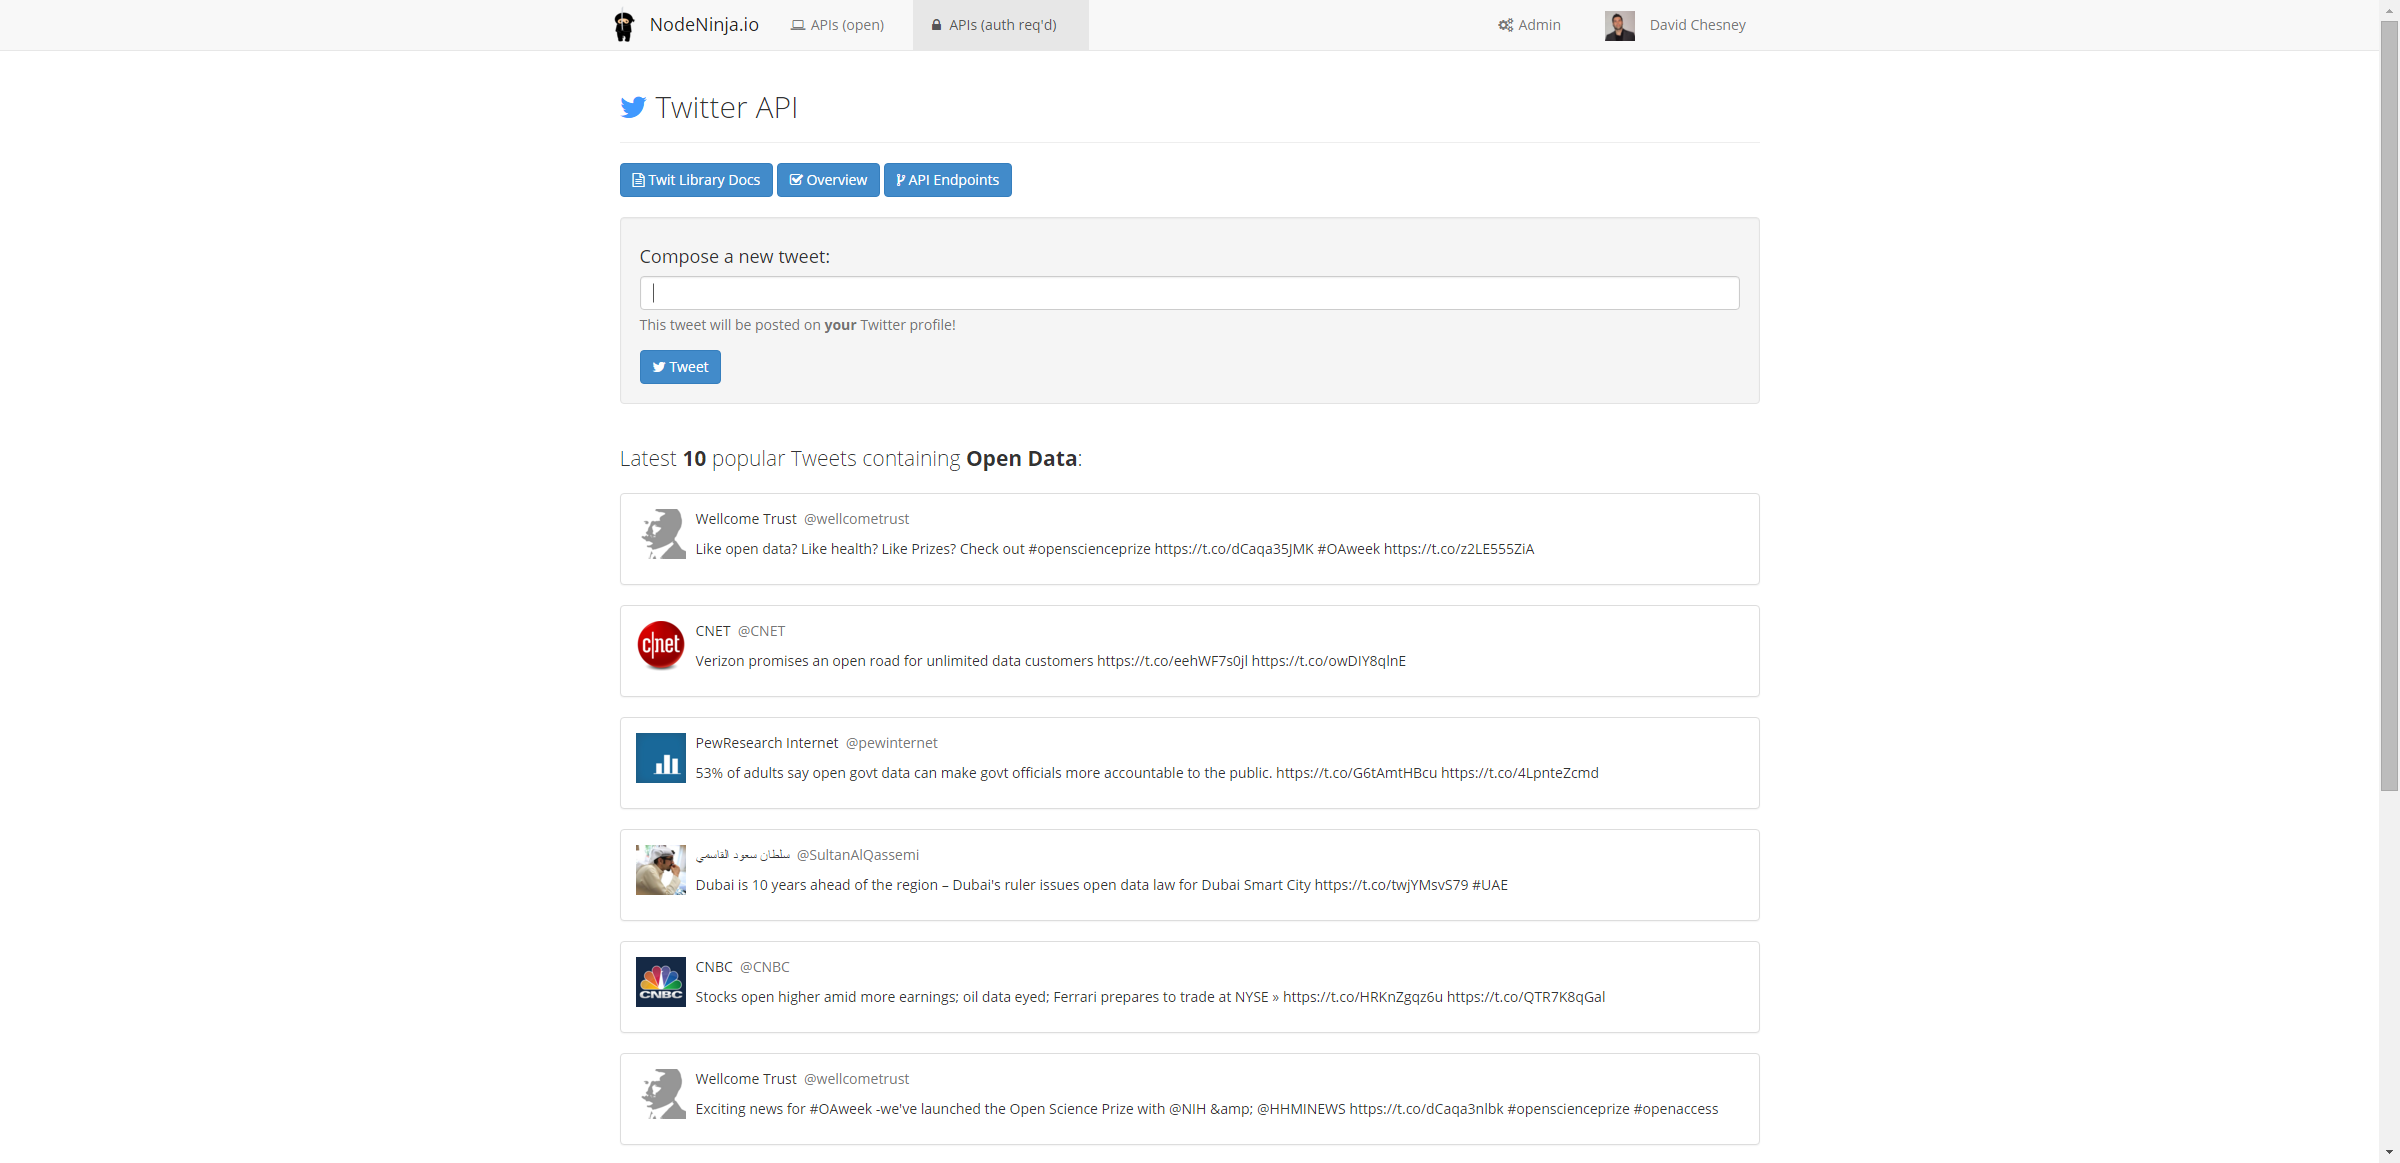 NodeNinja.io APIs (open) APIs (auth req'd) Admin David Chesney
Twitter API
Twit Library Docs Overview API Endpoints
Compose a new tweet:
This tweet will be posted on your Twitter profile!
Tweet
Latest 10 popular Tweets containing Open Data:
Wellcome Trust @wellcometrust
Like open data? Like health? Like Prizes? Check out #openscienceprize https://t.co/dCaqa35JMK #OAweek https://t.co/z2LE555ZiA
c|net
CNET @CNET
Verizon promises an open road for unlimited data customers https://t.co/eehWF7s0jl https://t.co/owDIY8qlnE
PewResearch Internet @pewinternet
53% of adults say open govt data can make govt officials more accountable to the public. https://t.co/G6tAmtHBcu https://t.co/4LpnteZcmd
سلطان سعود القاسمي @SultanAlQassemi
Dubai is 10 years ahead of the region – Dubai's ruler issues open data law for Dubai Smart City https://t.co/twjYMsvS79 #UAE
CNBC
CNBC @CNBC
Stocks open higher amid more earnings; oil data eyed; Ferrari prepares to trade at NYSE » https://t.co/HRKnZgqz6u https://t.co/QTR7K8qGal
Wellcome Trust @wellcometrust
Exciting news for #OAweek -we've launched the Open Science Prize with @NIH &amp; @HHMINEWS https://t.co/dCaqa3nlbk #openscienceprize #openaccess